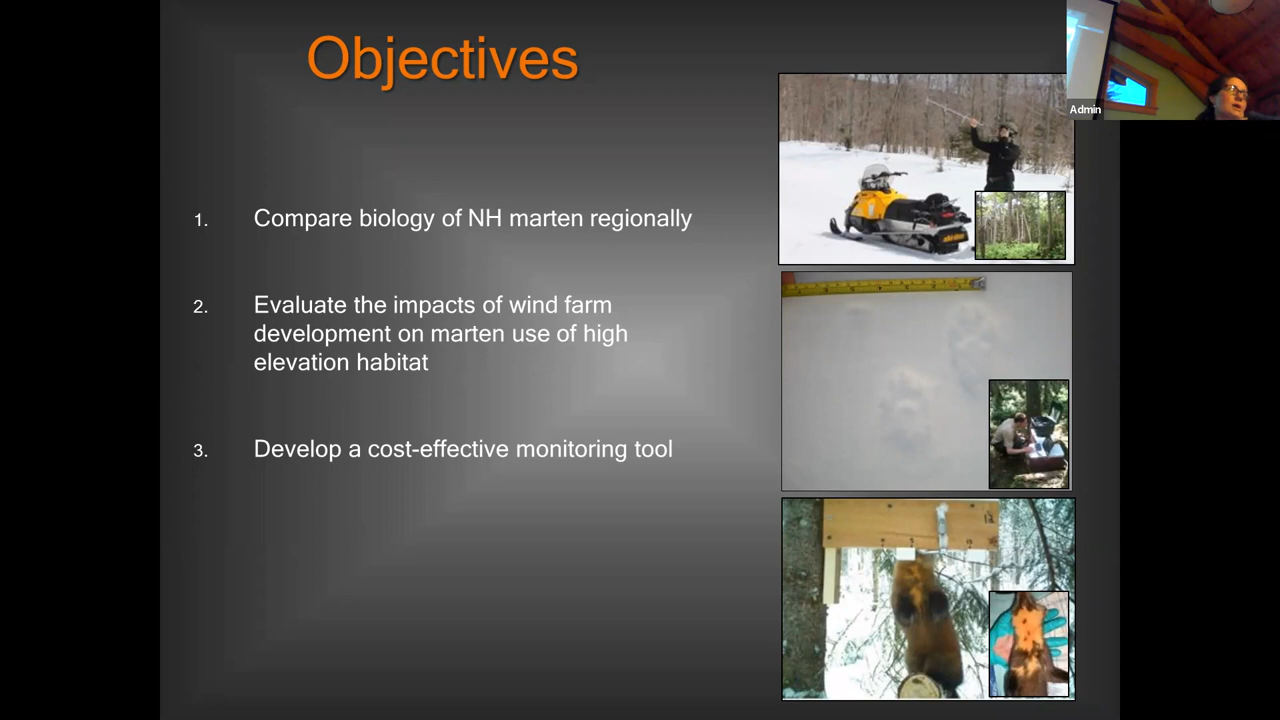 Objectives
Admin
1. Compare biology of NH marten regionally
2. Evaluate the impacts of wind farm
development on marten use of high
elevation habitat
3. Develop a cost-effective monitoring tool